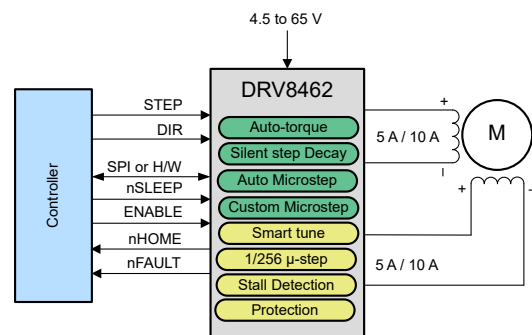 4.5 to 65 V
DRV8462
Controller
STEP
DIR
SPI or H/W
nSLEEP
ENABLE
nHOME
nFAULT
Auto-torque
Silent step Decay
Auto Microstep
Custom Microstep
Smart tune
1/256 µ-step
Stall Detection
Protection
+
5 A / 10 A
–
M
+
-
5 A / 10 A